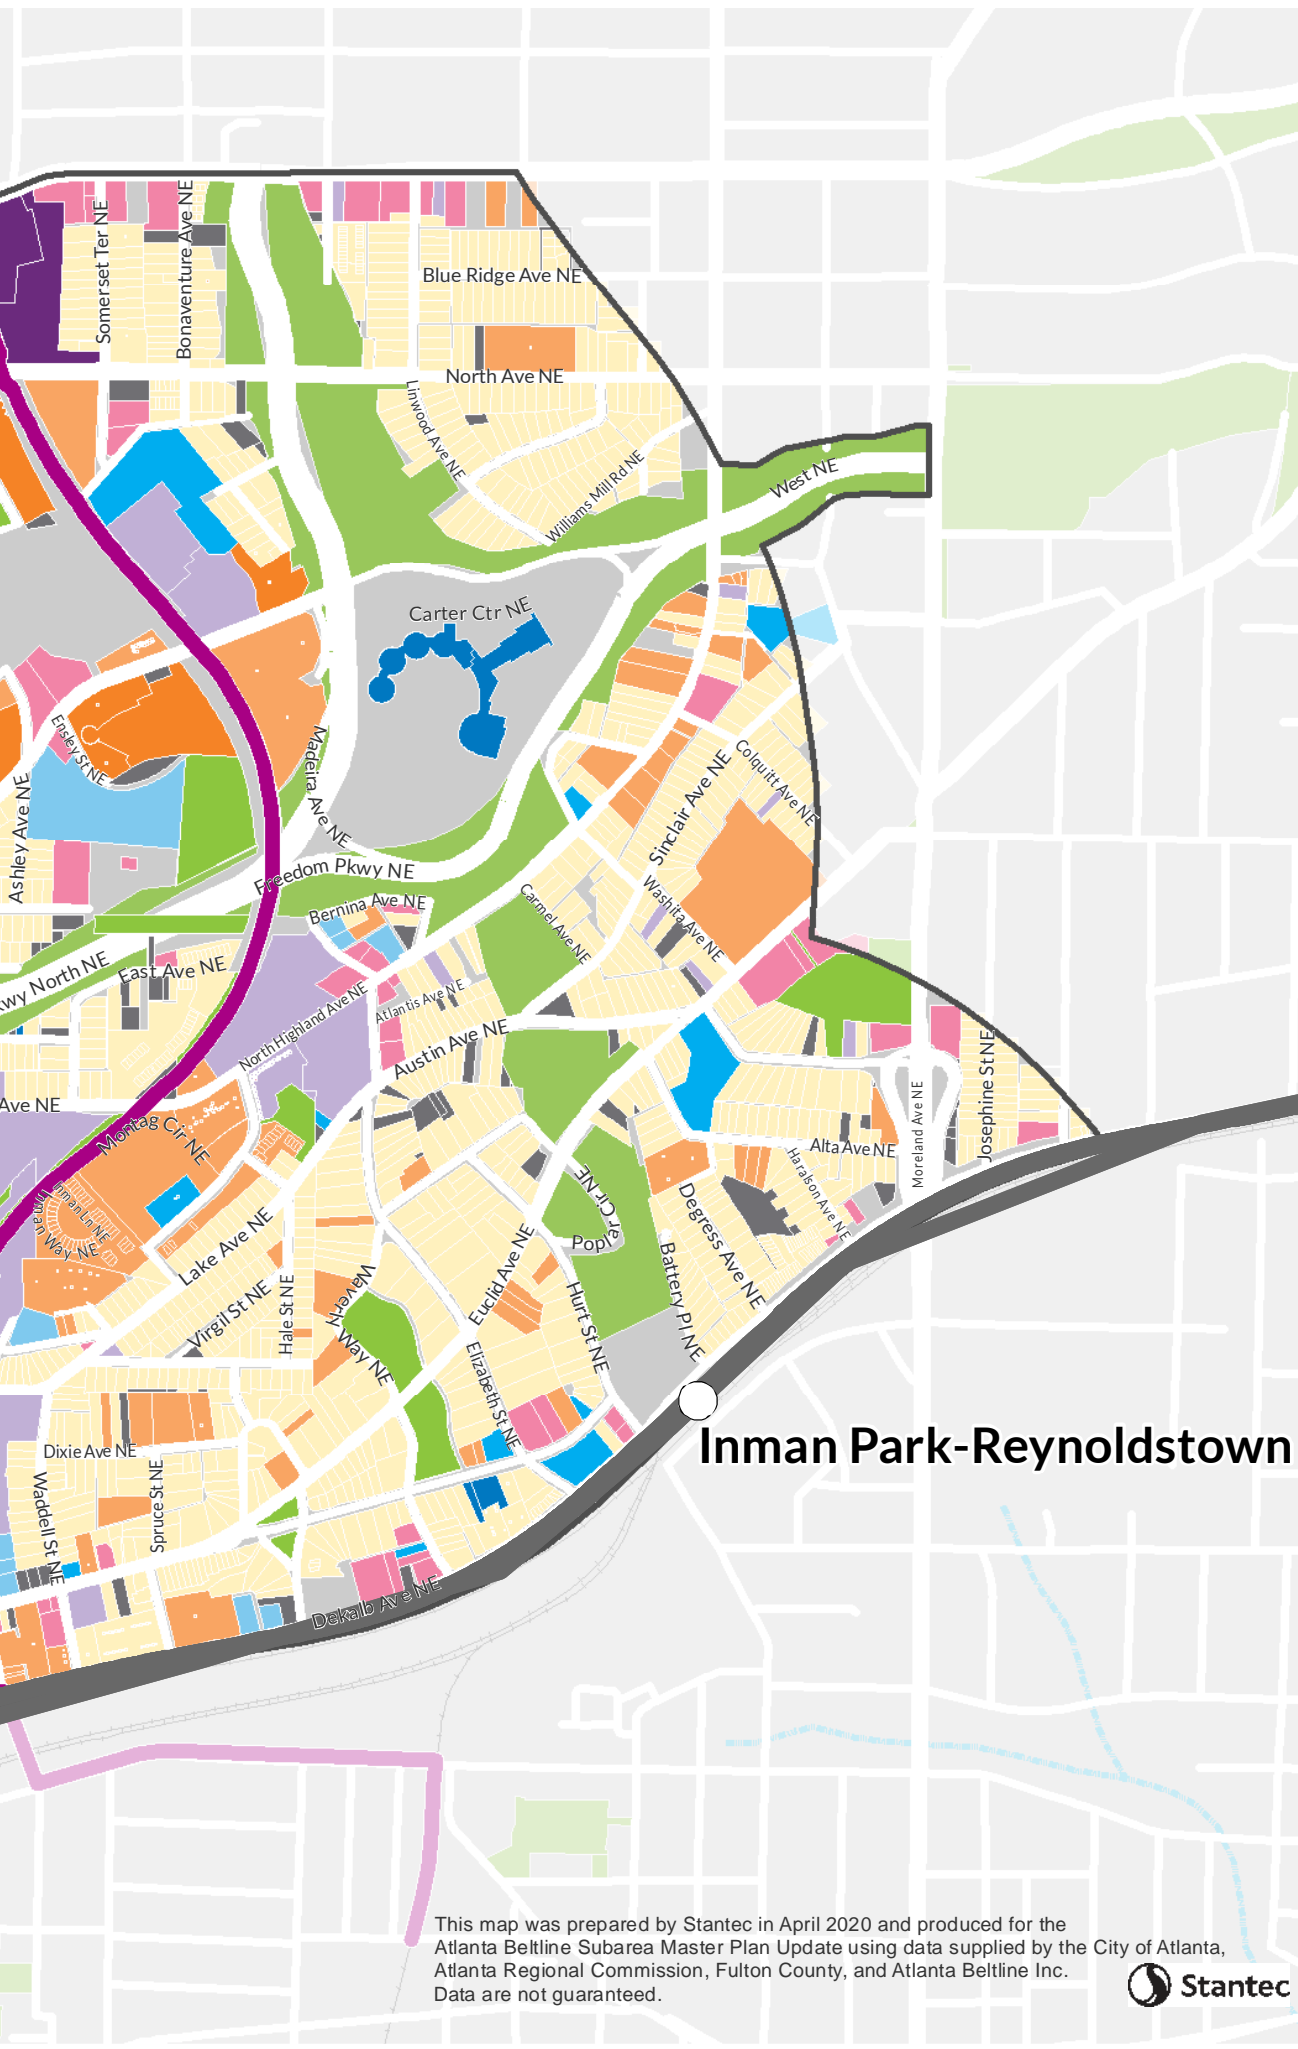 Somerset Ter NE
Bonaventure Ave NE
Blue Ridge Ave NE
North Ave NE
Linwood Ave NE
Williams Mill Rd NE
West NE
Carter Ctr NE
Ensley St NE
Madeira Ave NE
Ashley Ave NE
Sinclair Ave NE
Colquitt Ave NE
Freedom Pkwy NE
Bernina Ave NE
Carmel Ave NE
Washita Ave NE
kwy North NE
East Ave NE
North Highland Ave NE
Atlantis Ave NE
Austin Ave NE
Josephine St NE
Moreland Ave NE
Ave NE
Montag Cir NE
Alta Ave NE
Haralson Ave NE
Inman Ln NE
Inman Way NE
Lake Ave NE
Poplar Cir NE
Degress Ave NE
Battery Pl NE
Euclid Ave NE
Hurt St NE
Virgil St NE
Hale St NE
Waverly Way NE
Elizabeth St NE
Inman Park-Reynoldstown
Dixie Ave NE
Waddell St NE
Spruce St NE
Dekalb Ave NE
This map was prepared by Stantec in April 2020 and produced for the
Atlanta Beltline Subarea Master Plan Update using data supplied by the City of Atlanta,
Atlanta Regional Commission, Fulton County, and Atlanta Beltline Inc.
Data are not guaranteed.
Stantec